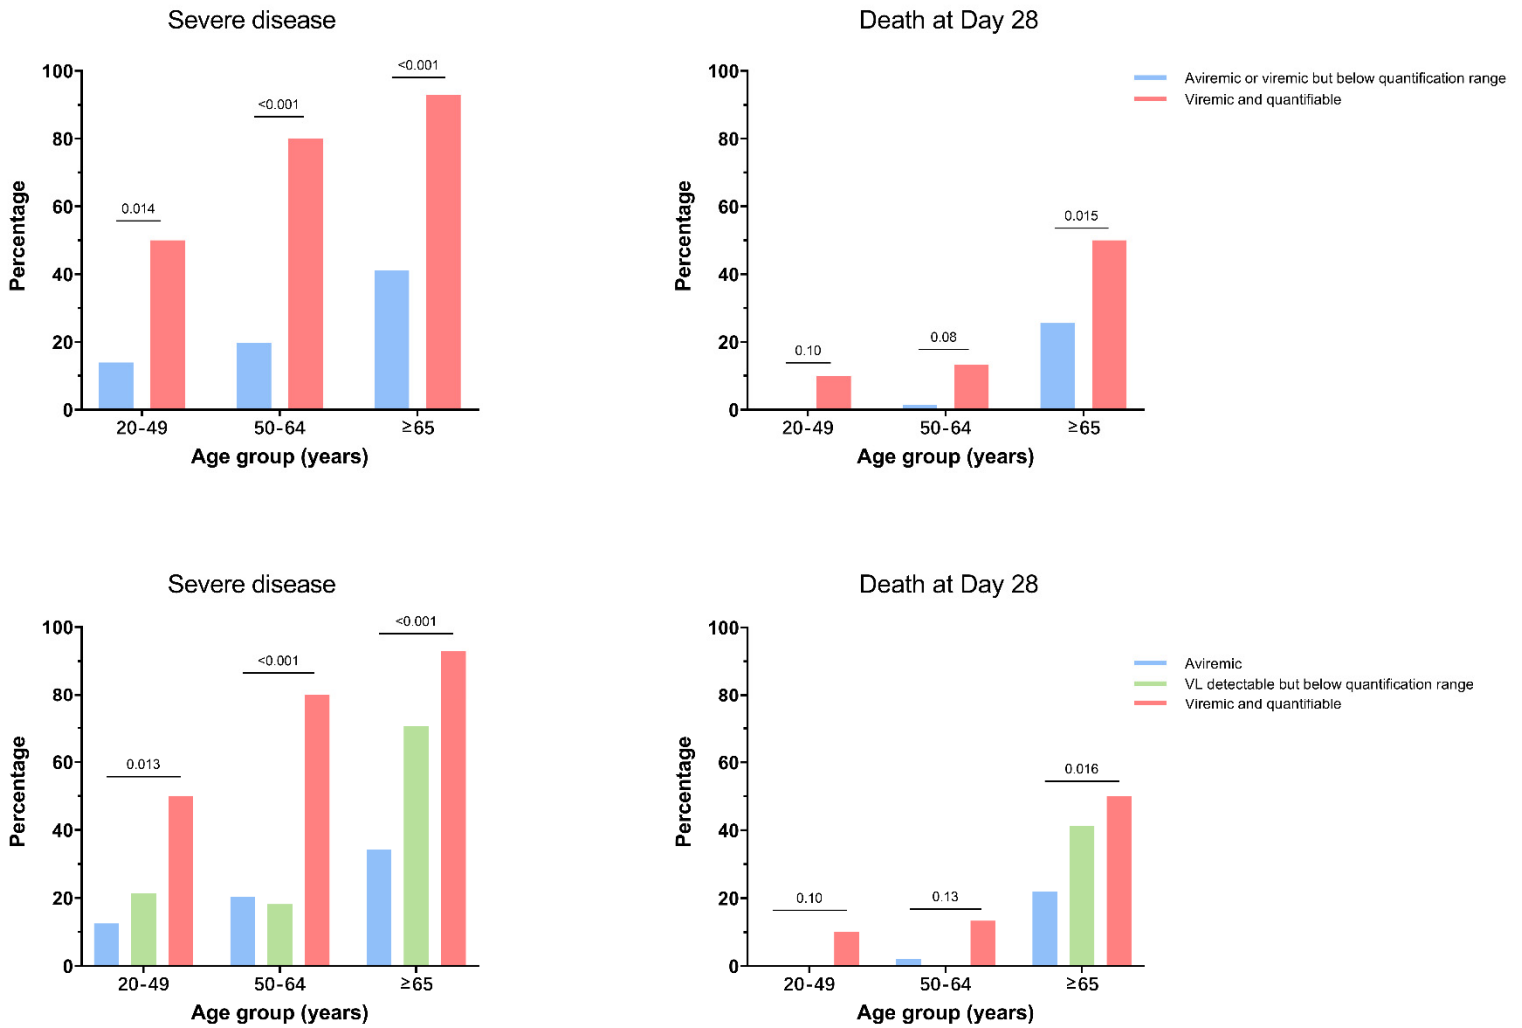 Severe disease
Death at Day 28
100
80
60
40
20
0
Percentage
0.014
<0.001
<0.001
20-49
50-64
≥65
Age group (years)
100
80
60
40
20
0
Percentage
0.10
0.08
0.015
20-49
50-64
≥65
Age group (years)
Aviremic or viremic but below quantification range
Viremic and quantifiable
Severe disease
Death at Day 28
100
80
60
40
20
0
Percentage
0.013
<0.001
<0.001
20-49
50-64
≥65
Age group (years)
100
80
60
40
20
0
Percentage
0.10
0.13
0.016
20-49
50-64
≥65
Age group (years)
Aviremic
VL detectable but below quantification range
Viremic and quantifiable